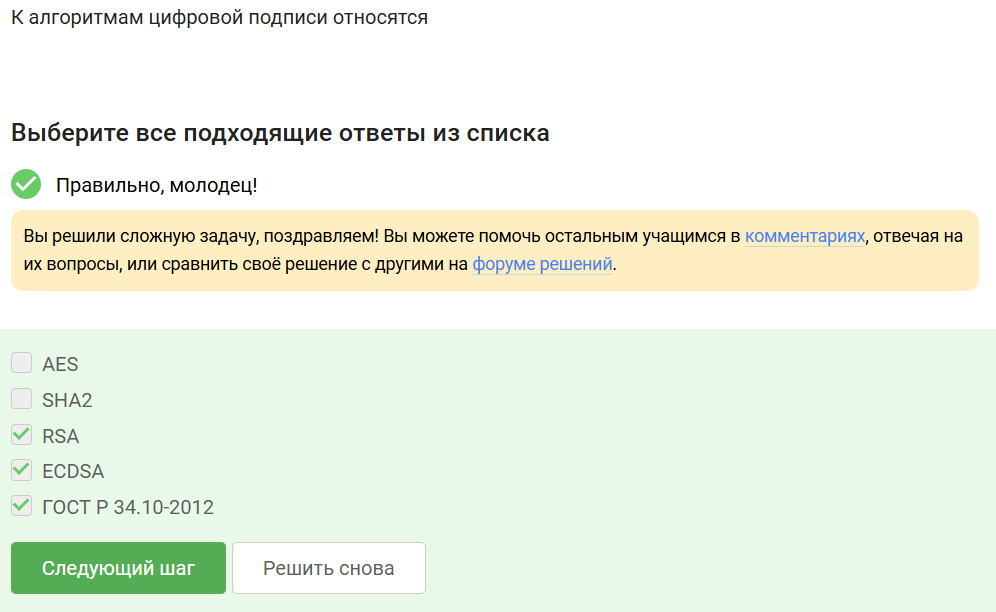 К алгоритмам цифровой подписи относятся
Выберите все подходящие ответы из списка
Правильно, молодец!
Вы решили сложную задачу, поздравляем! Вы можете помочь остальным учащимся в комментариях, отвечая на
их вопросы, или сравнить своё решение с другими на форуме решений.
AES
SHA2
RSA
ECDSA
ГОСТ Р 34.10-2012
Следующий шаг
Решить снова